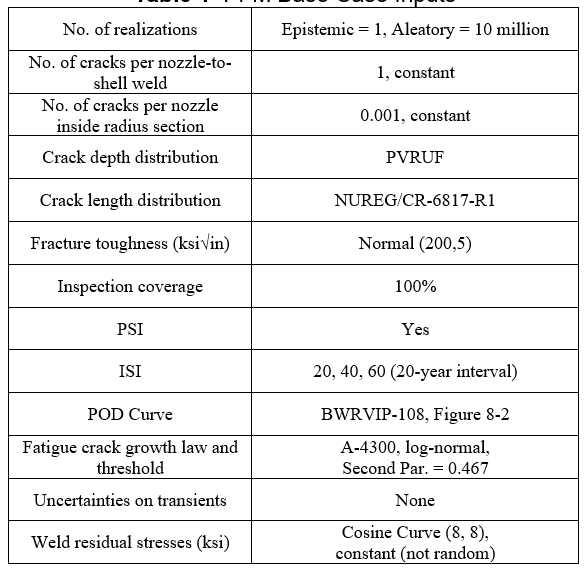 No. of realizations
Epistemic = 1, Aleatory = 10 million
No. of cracks per nozzle-to-
shell weld
1, constant
No. of cracks per nozzle
inside radius section
0.001, constant
Crack depth distribution
PVRUF
Crack length distribution
NUREG/CR-6817-R1
Fracture toughness (ksi√in)
Normal (200,5)
Inspection coverage
100%
PSI
Yes
ISI
20, 40, 60 (20-year interval)
POD Curve
BWRVIP-108, Figure 8-2
Fatigue crack growth law and
threshold
A-4300, log-normal,
Second Par. = 0.467
Uncertainties on transients
None
Weld residual stresses (ksi)
Cosine Curve (8, 8),
constant (not random)